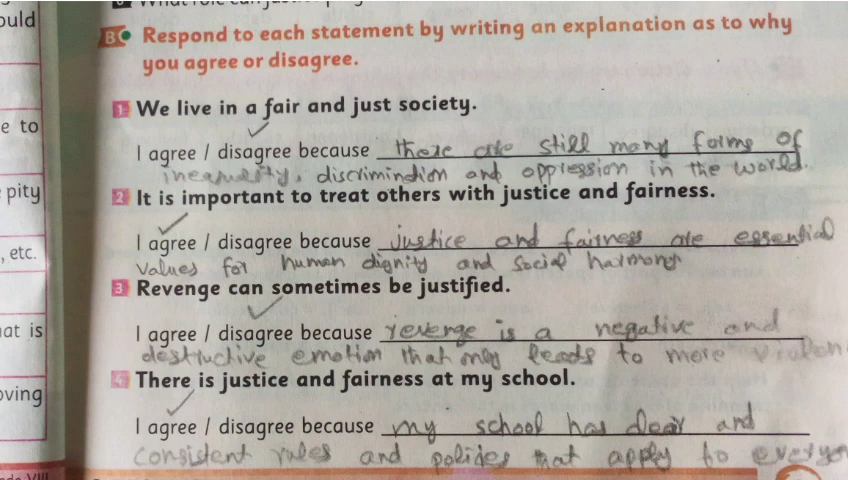 ould
e to
pity
, etc.
at is
oving
de VIII
B Respond to each statement by writing an explanation as to why
you agree or disagree.
1 We live in a fair and just society.
I agree / disagree because there are still many forms of
inequality, discrimination and oppression in the world.
2 It is important to treat others with justice and fairness.
I agree / disagree because justice and fairness are essential
values for human dignity and social harmony
3 Revenge can sometimes be justified.
I agree / disagree because revenge is a negative and
destructive emotion that only leads to more violen
4 There is justice and fairness at my school.
I agree / disagree because my school has clear and
consistent rules and policies that apply to everyon